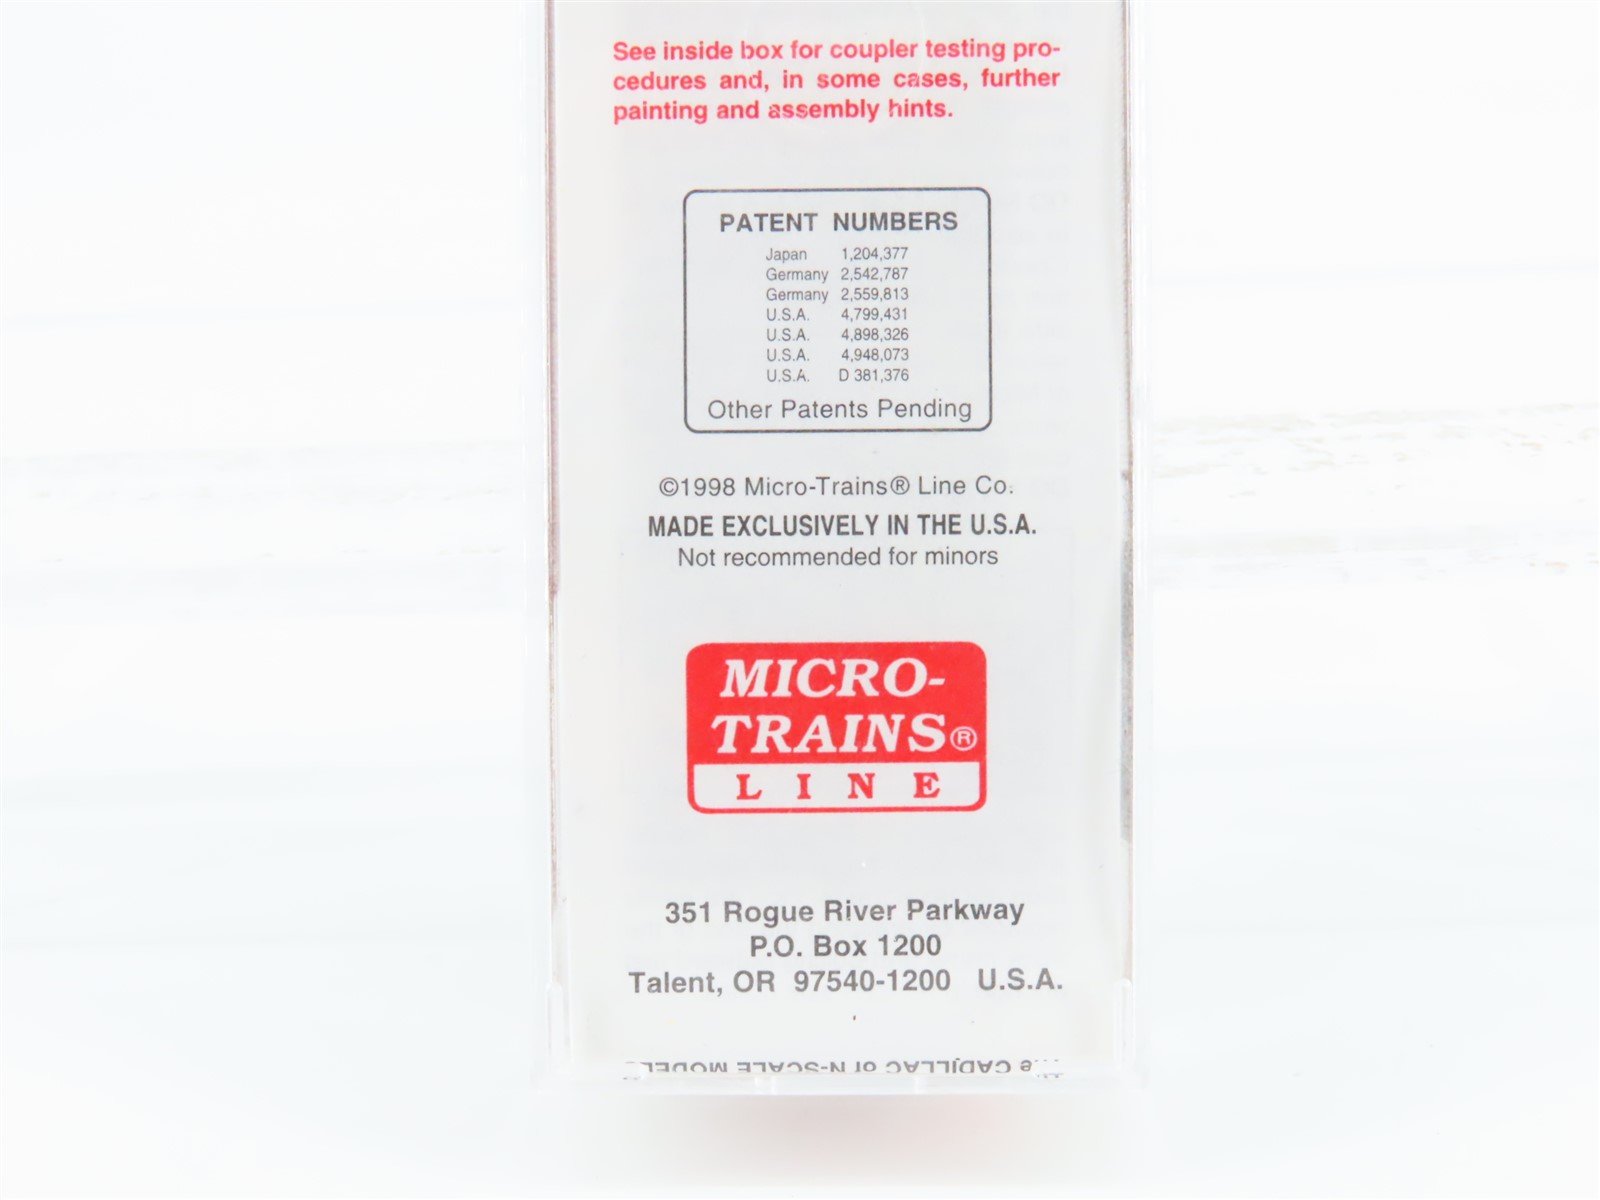 See inside box for coupler testing pro-
cedures and, in some cases, further
painting and assembly hints.
PATENT NUMBERS
Japan 1,204,377
Germany 2,542,787
Germany 2,559,813
U.S.A. 4,799,431
U.S.A. 4,898,326
U.S.A. 4,948,073
U.S.A. D 381,376
Other Patents Pending
©1998 Micro-Trains® Line Co.
MADE EXCLUSIVELY IN THE U.S.A.
Not recommended for minors
MICRO-
TRAINS®
LINE
351 Rogue River Parkway
P.O. Box 1200
Talent, OR 97540-1200 U.S.A.
CADILLAC of N-SCALE